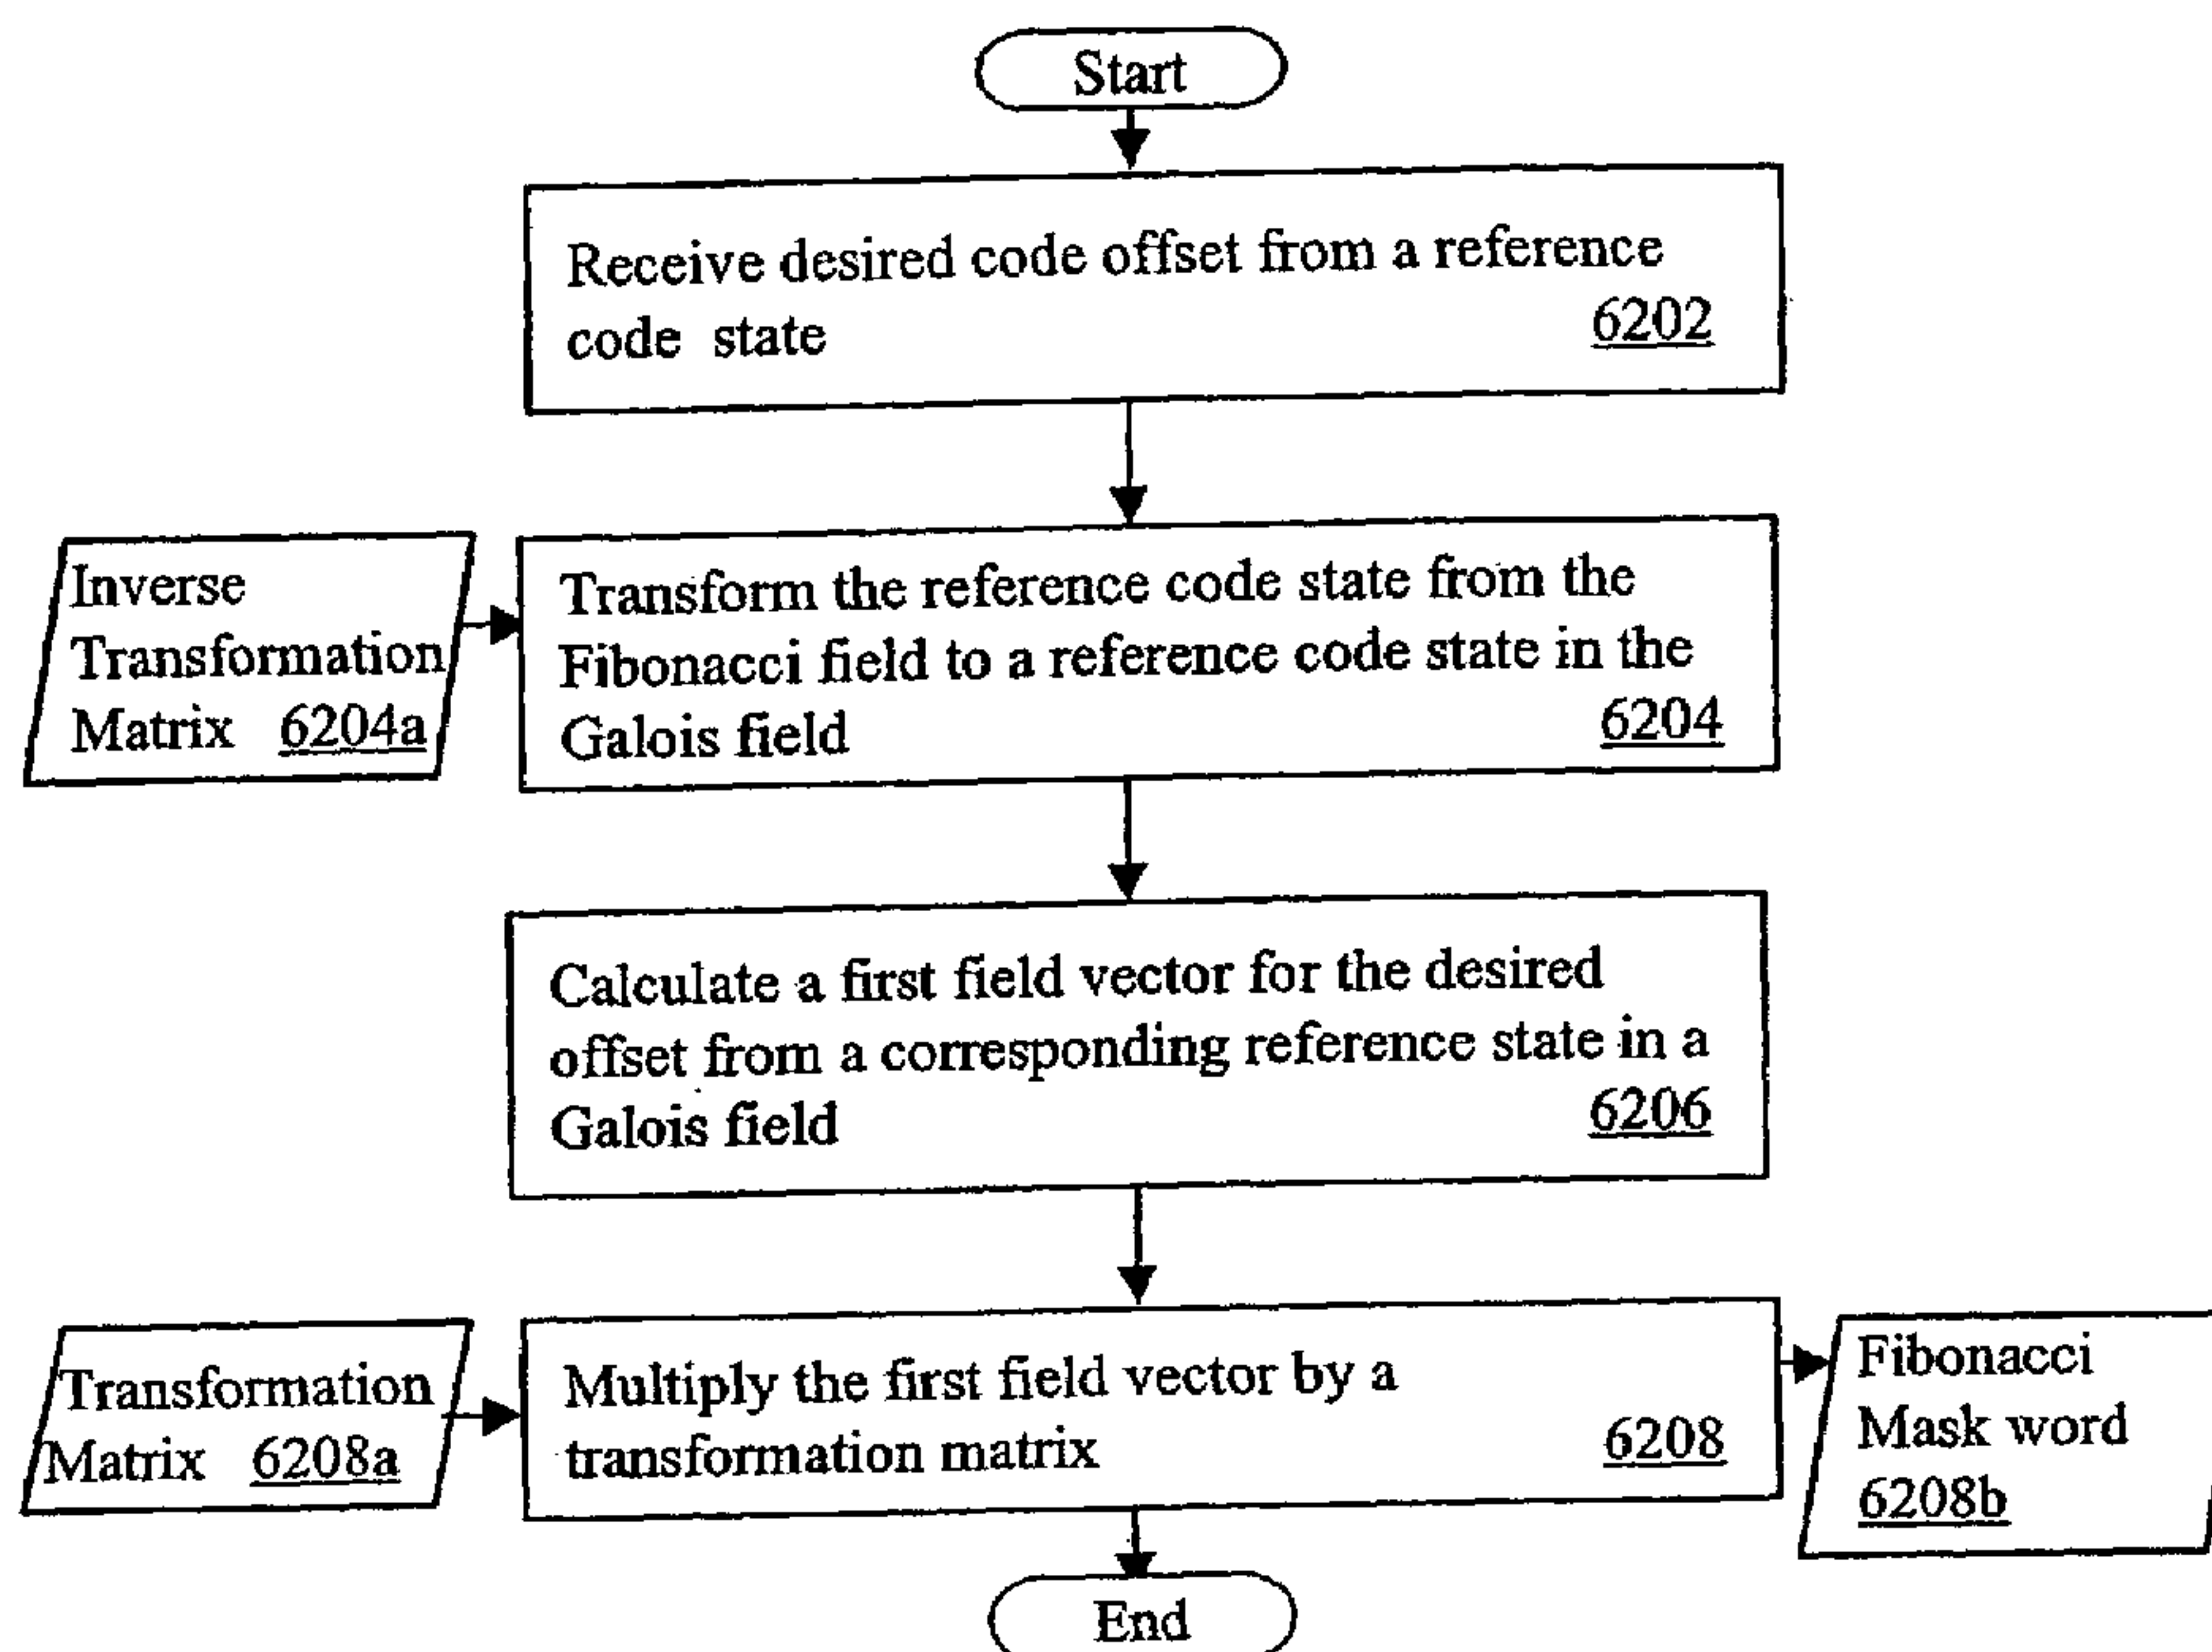 Start
Receive desired code offset from a reference
code state
6202
Inverse
Transformation
Matrix 6204a
Transform the reference code state from the
Fibonacci field to a reference code state in the
Galois field
6204
Calculate a first field vector for the desired
offset from a corresponding reference state in a
Galois field
6206
Transformation
Matrix 6208a
Multiply the first field vector by a
transformation matrix
6208
Fibonacci
Mask word
6208b
End